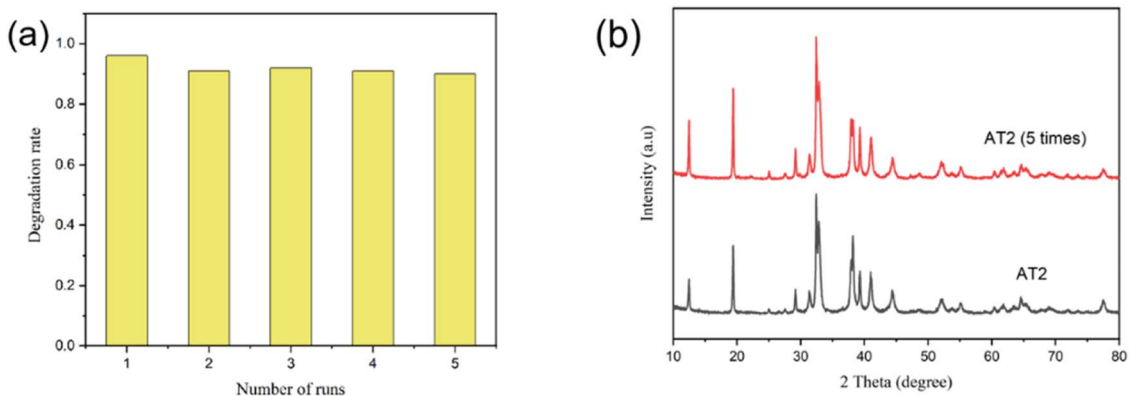 (a)
1.0
0.8
0.6
0.4
0.2
0.0
Degradation rate
1 2 3 4 5
Number of runs
(b)
Intensity (a.u)
AT2 (5 times)
AT2
10 20 30 40 50 60 70 80
2 Theta (degree)